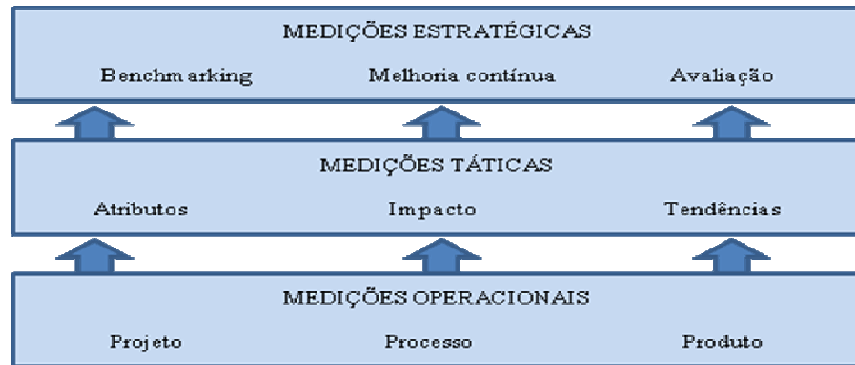 MEDIÇÕES ESTRATÉGICAS
Benchmarking Melhoria contínua Avaliação
MEDIÇÕES TÁTICAS
Atributos Impacto Tendências
MEDIÇÕES OPERACIONAIS
Projeto Processo Produto